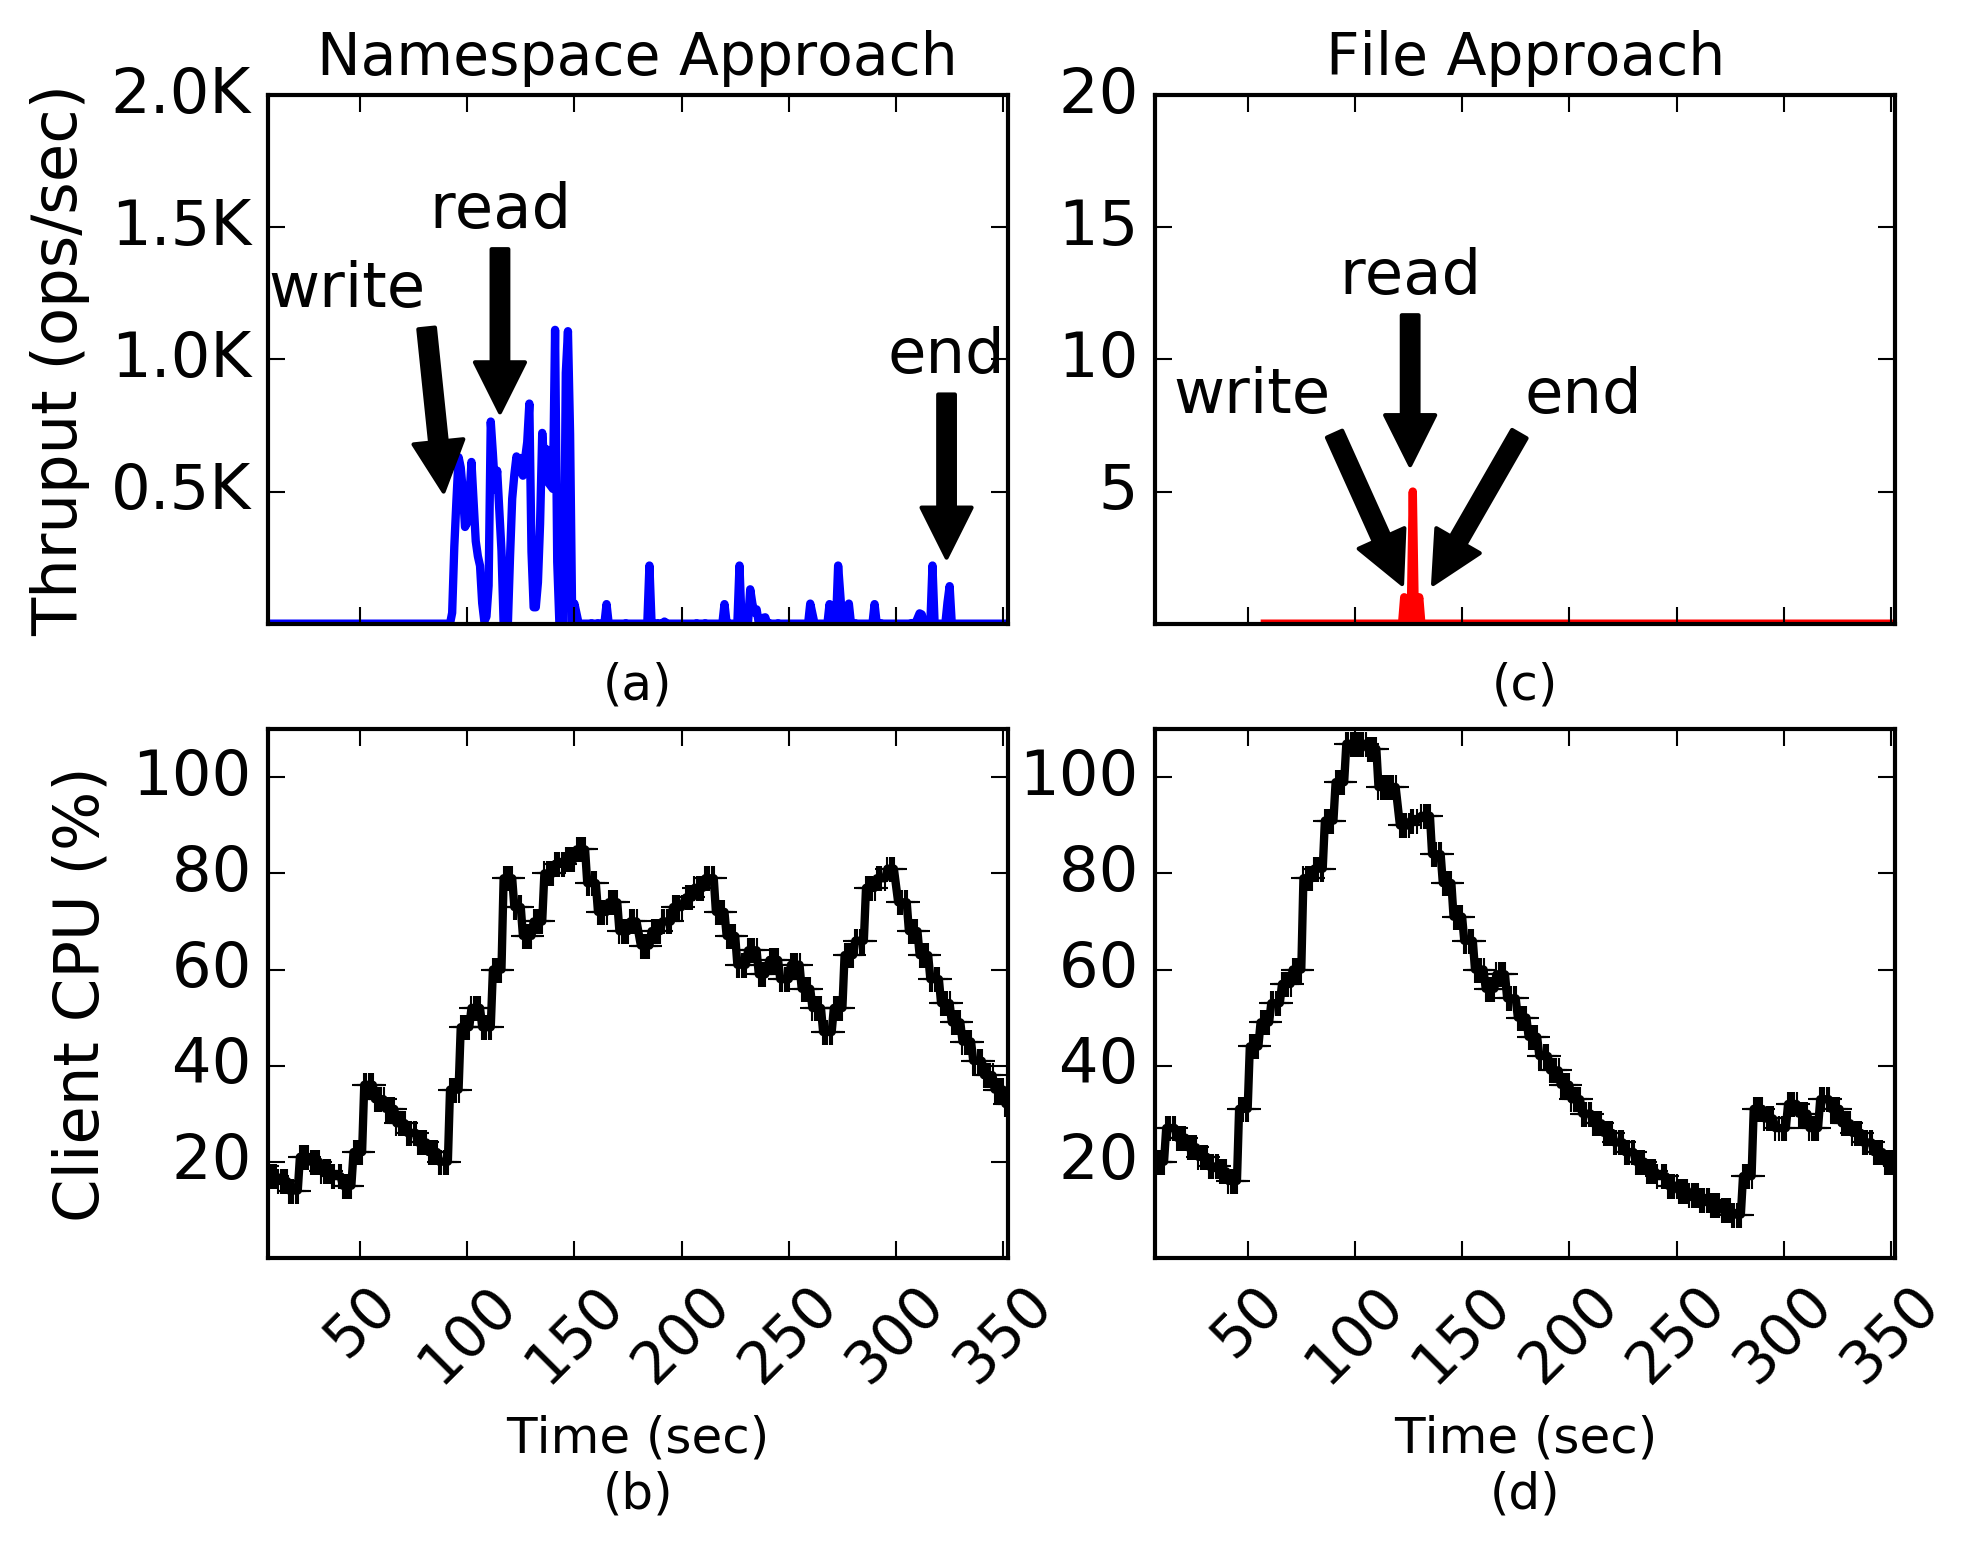 Namespace Approach
File Approach
Thruput (ops/sec)
2.0K
1.5K
1.0K
0.5K
write
read
end
(a)
20
15
10
5
write
read
end
(c)
Client CPU (%)
100
80
60
40
20
50 100 150 200 250 300 350
Time (sec)
(b)
100
80
60
40
20
50 100 150 200 250 300 350
Time (sec)
(d)